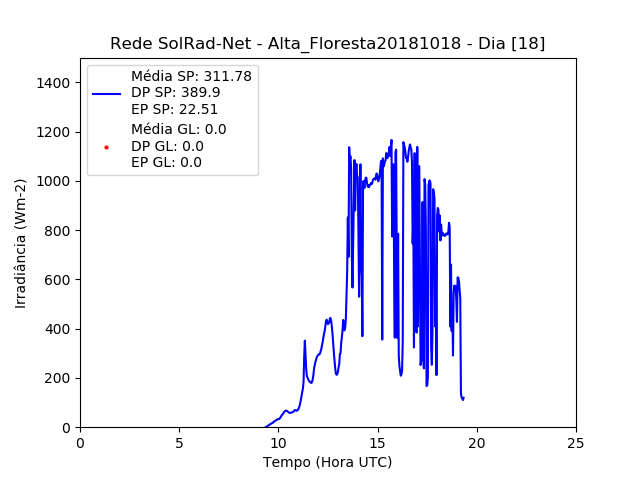 Rede SolRad-Net - Alta_Floresta20181018 - Dia [18]
Média SP: 311.78
DP SP: 389.9
EP SP: 22.51
Média GL: 0.0
DP GL: 0.0
EP GL: 0.0
1400
1200
1000
800
600
400
200
0
Irradiância (Wm-2)
0 5 10 15 20 25
Tempo (Hora UTC)